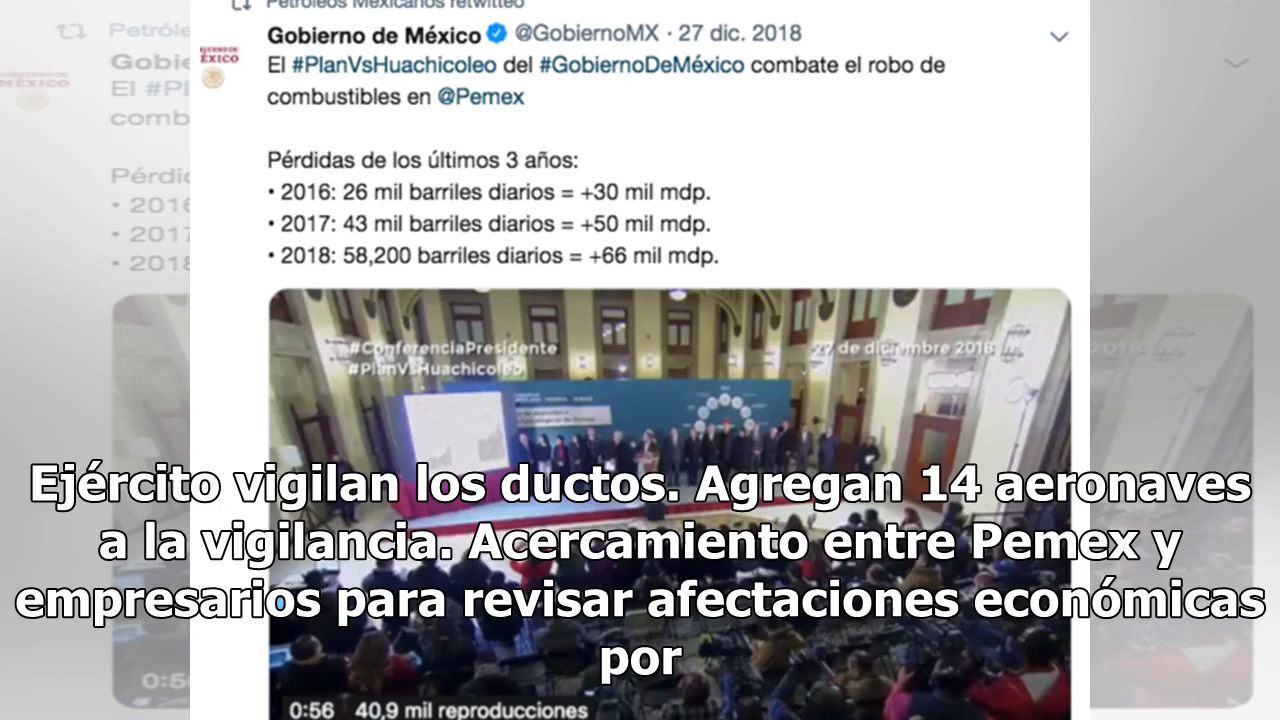 Petróleos Mexicanos retwitteó
Gobierno de México @GobiernoMX · 27 dic. 2018
El #PlanVsHuachicoleo del #GobiernoDeMéxico combate el robo de
combustibles en @Pemex
Pérdidas de los últimos 3 años:
• 2016: 26 mil barriles diarios = +30 mil mdp.
• 2017: 43 mil barriles diarios = +50 mil mdp.
• 2018: 58,200 barriles diarios = +66 mil mdp.
#ConferenciaPresidente
#PlanVsHuachicoleo
27 de diciembre 2018
Ejército vigilan los ductos. Agregan 14 aeronaves
a la vigilancia. Acercamiento entre Pemex y
empresarios para revisar afectaciones económicas
por
0:56 40,9 mil reproducciones